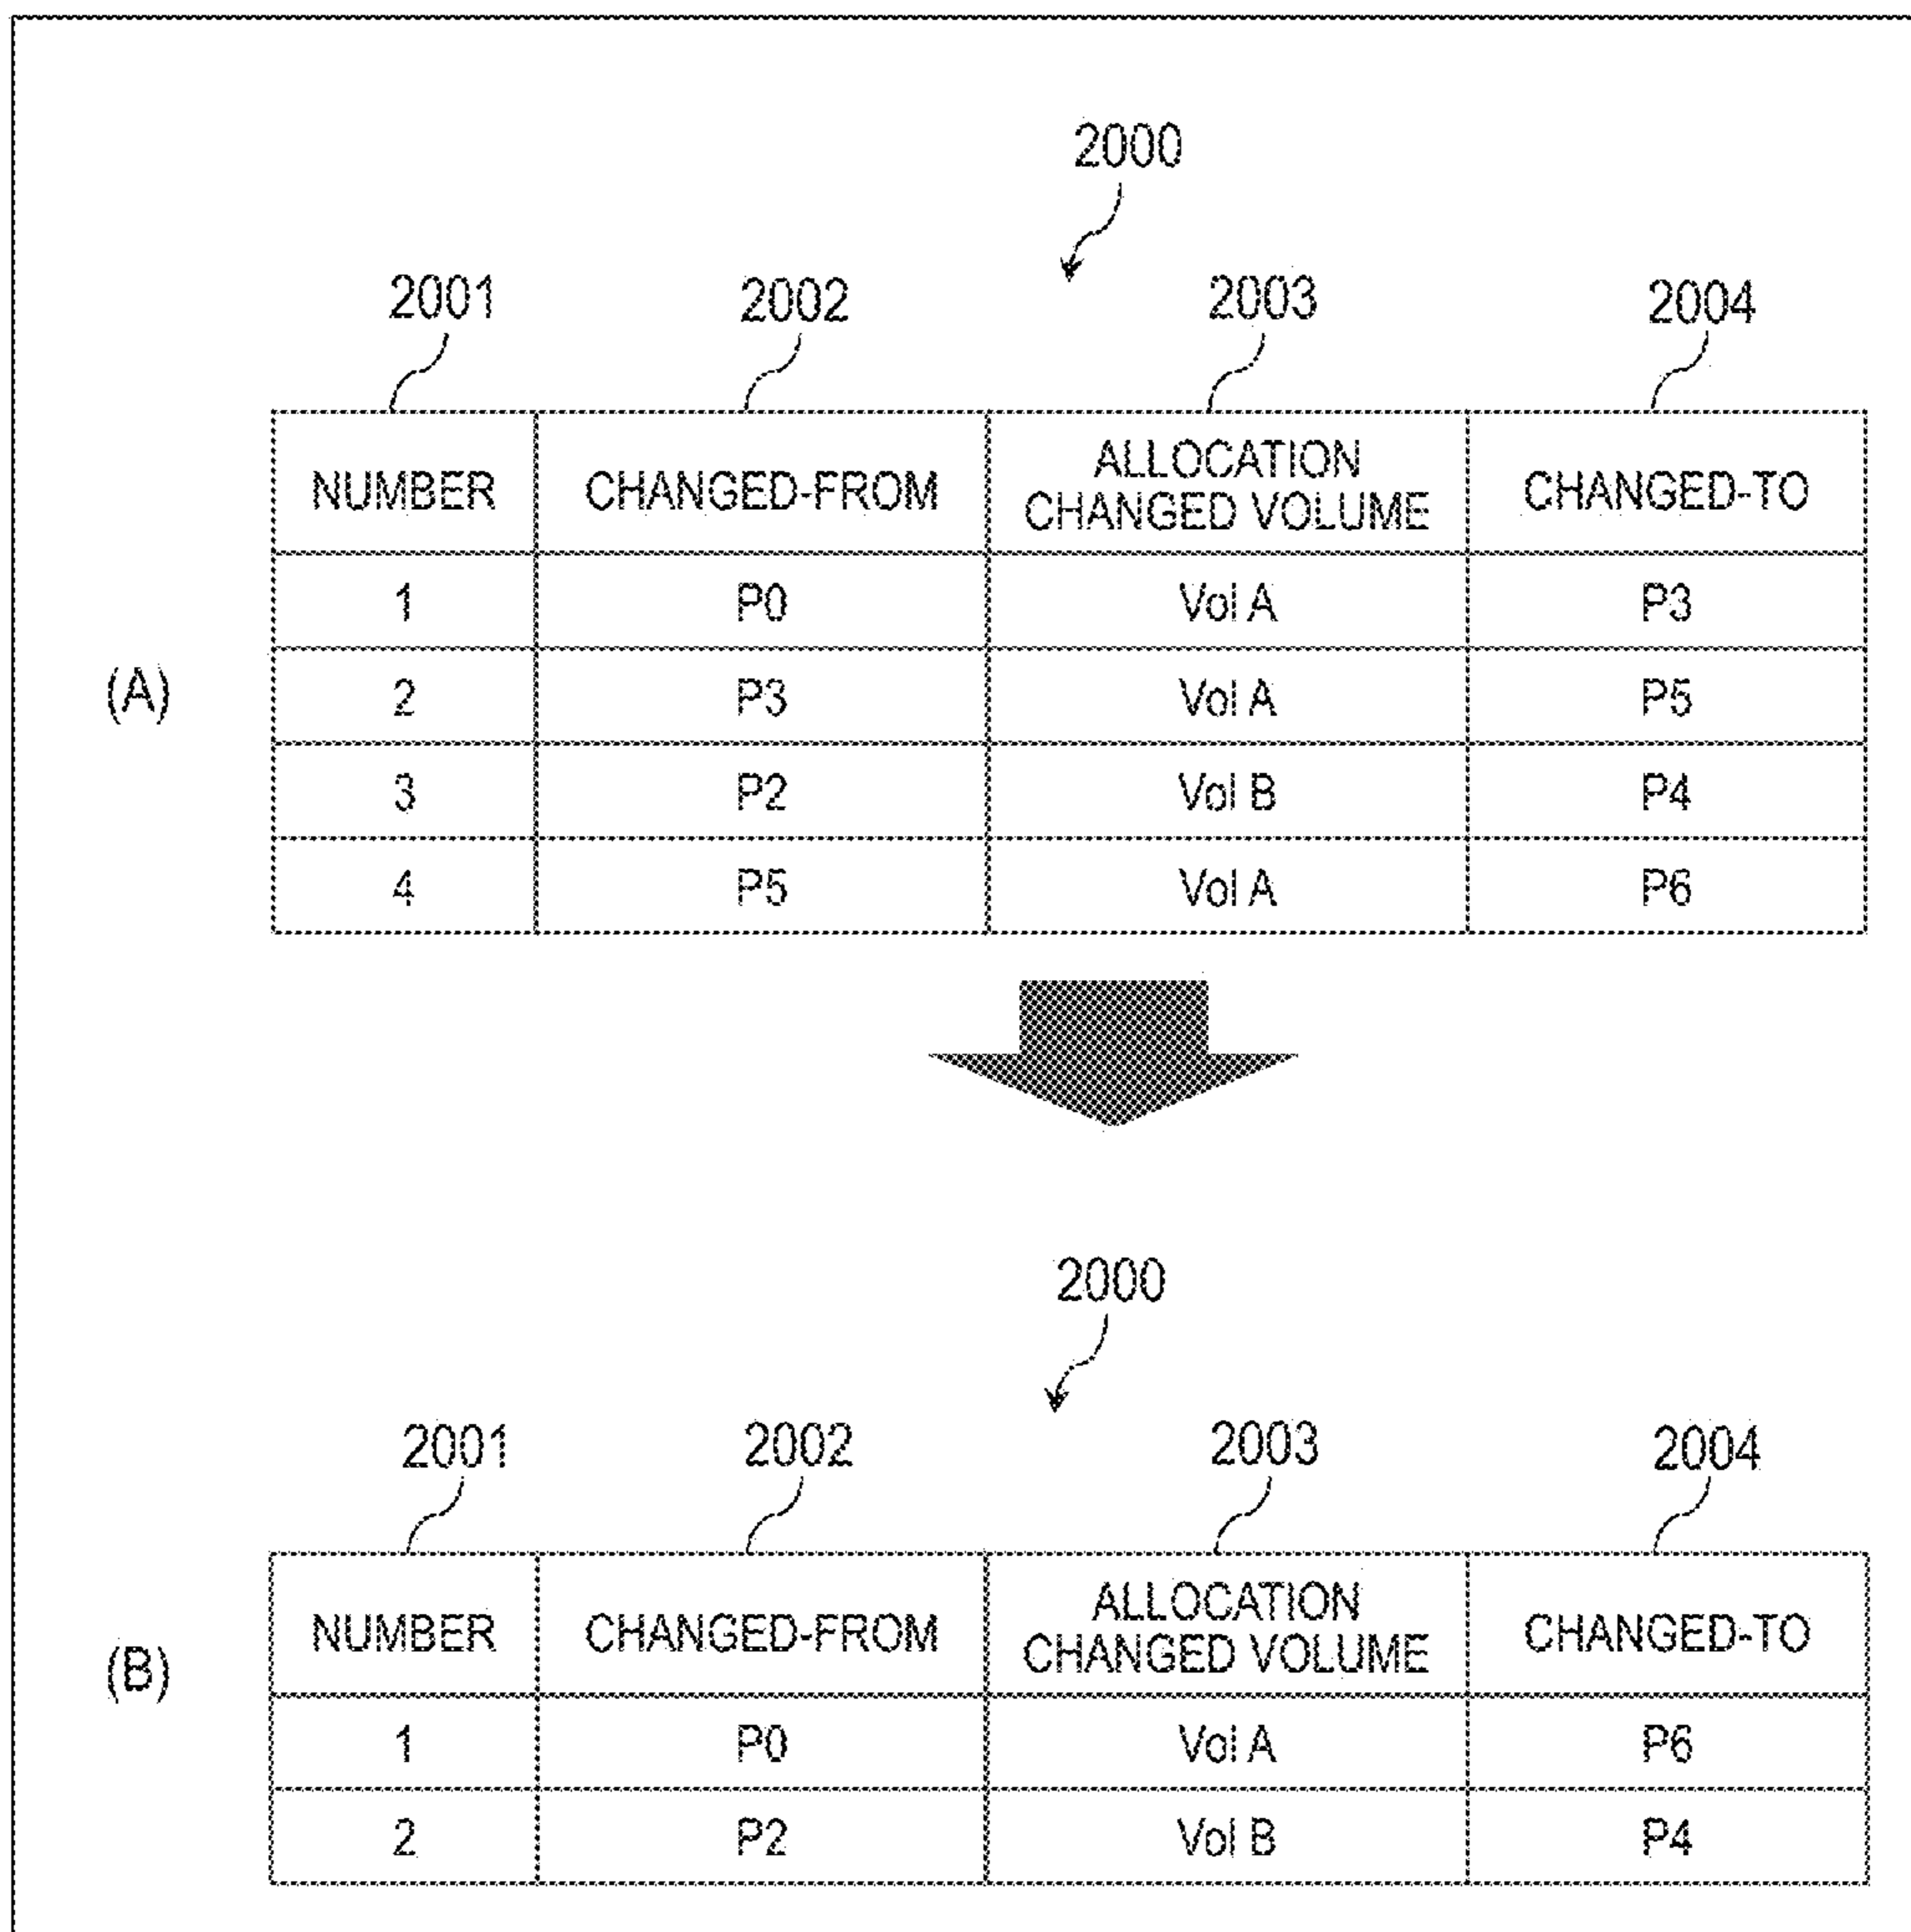 2000
2001 2002 2003 2004
NUMBER CHANGED-FROM ALLOCATION CHANGED VOLUME CHANGED-TO
1 P0 Vol A P3
(A) 2 P3 Vol A P5
3 P2 Vol B P4
4 P5 Vol A P6
2000
2001 2002 2003 2004
(B) NUMBER CHANGED-FROM ALLOCATION CHANGED VOLUME CHANGED-TO
1 P0 Vol A P6
2 P2 Vol B P4